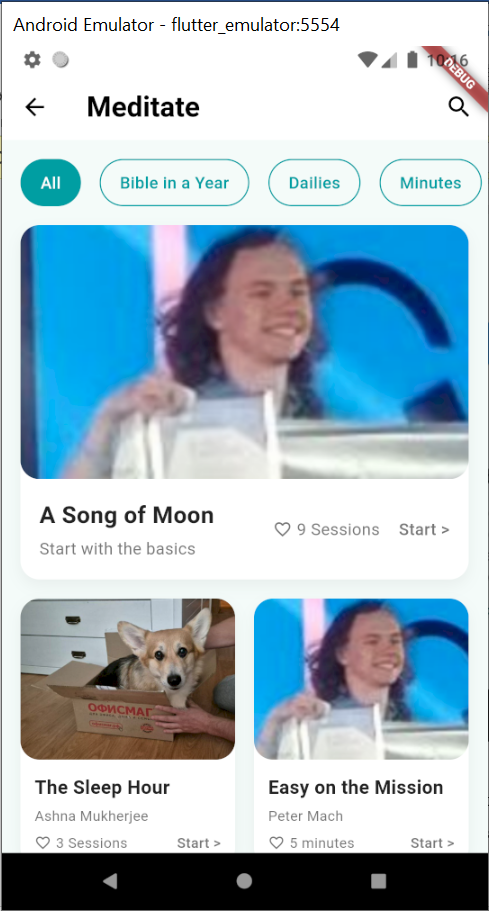 Android Emulator - flutter_emulator:5554
10:16
DEBUG
Meditate
All Bible in a Year Dailies Minutes
A Song of Moon
9 Sessions Start >
Start with the basics
ОФИСМАГ
The Sleep Hour
Ashna Mukherjee
3 Sessions Start >
Easy on the Mission
Peter Mach
5 minutes Start >